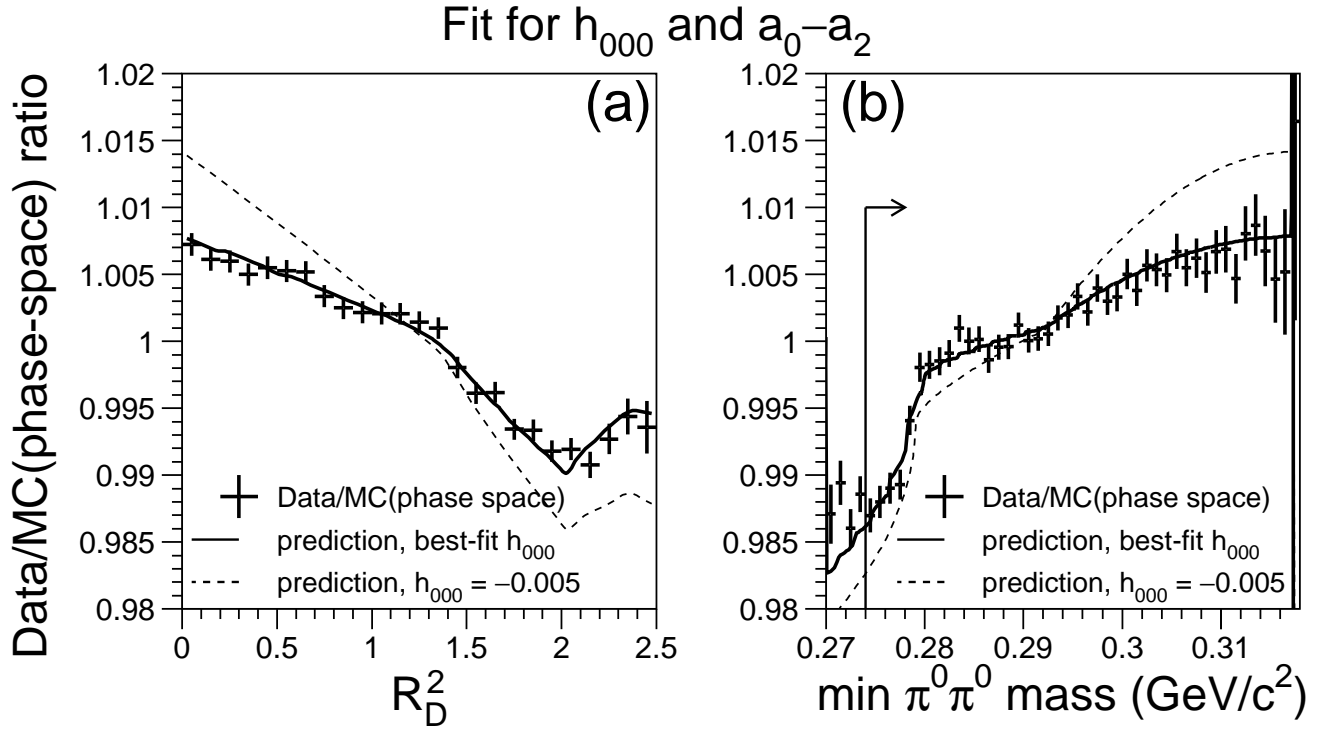 Fit for h000 and a0–a2
Data/MC(phase-space) ratio
1.02
1.015
1.01
1.005
1
0.995
0.99
0.985
0.98
(a)
Data/MC(phase space)
prediction, best-fit h000
prediction, h000 = −0.005
0 0.5 1 1.5 2 2.5
R2D
1.02
1.015
1.01
1.005
1
0.995
0.99
0.985
0.98
(b)
Data/MC(phase space)
prediction, best-fit h000
prediction, h000 = −0.005
0.27 0.28 0.29 0.3 0.31
min π0π0 mass (GeV/c2)